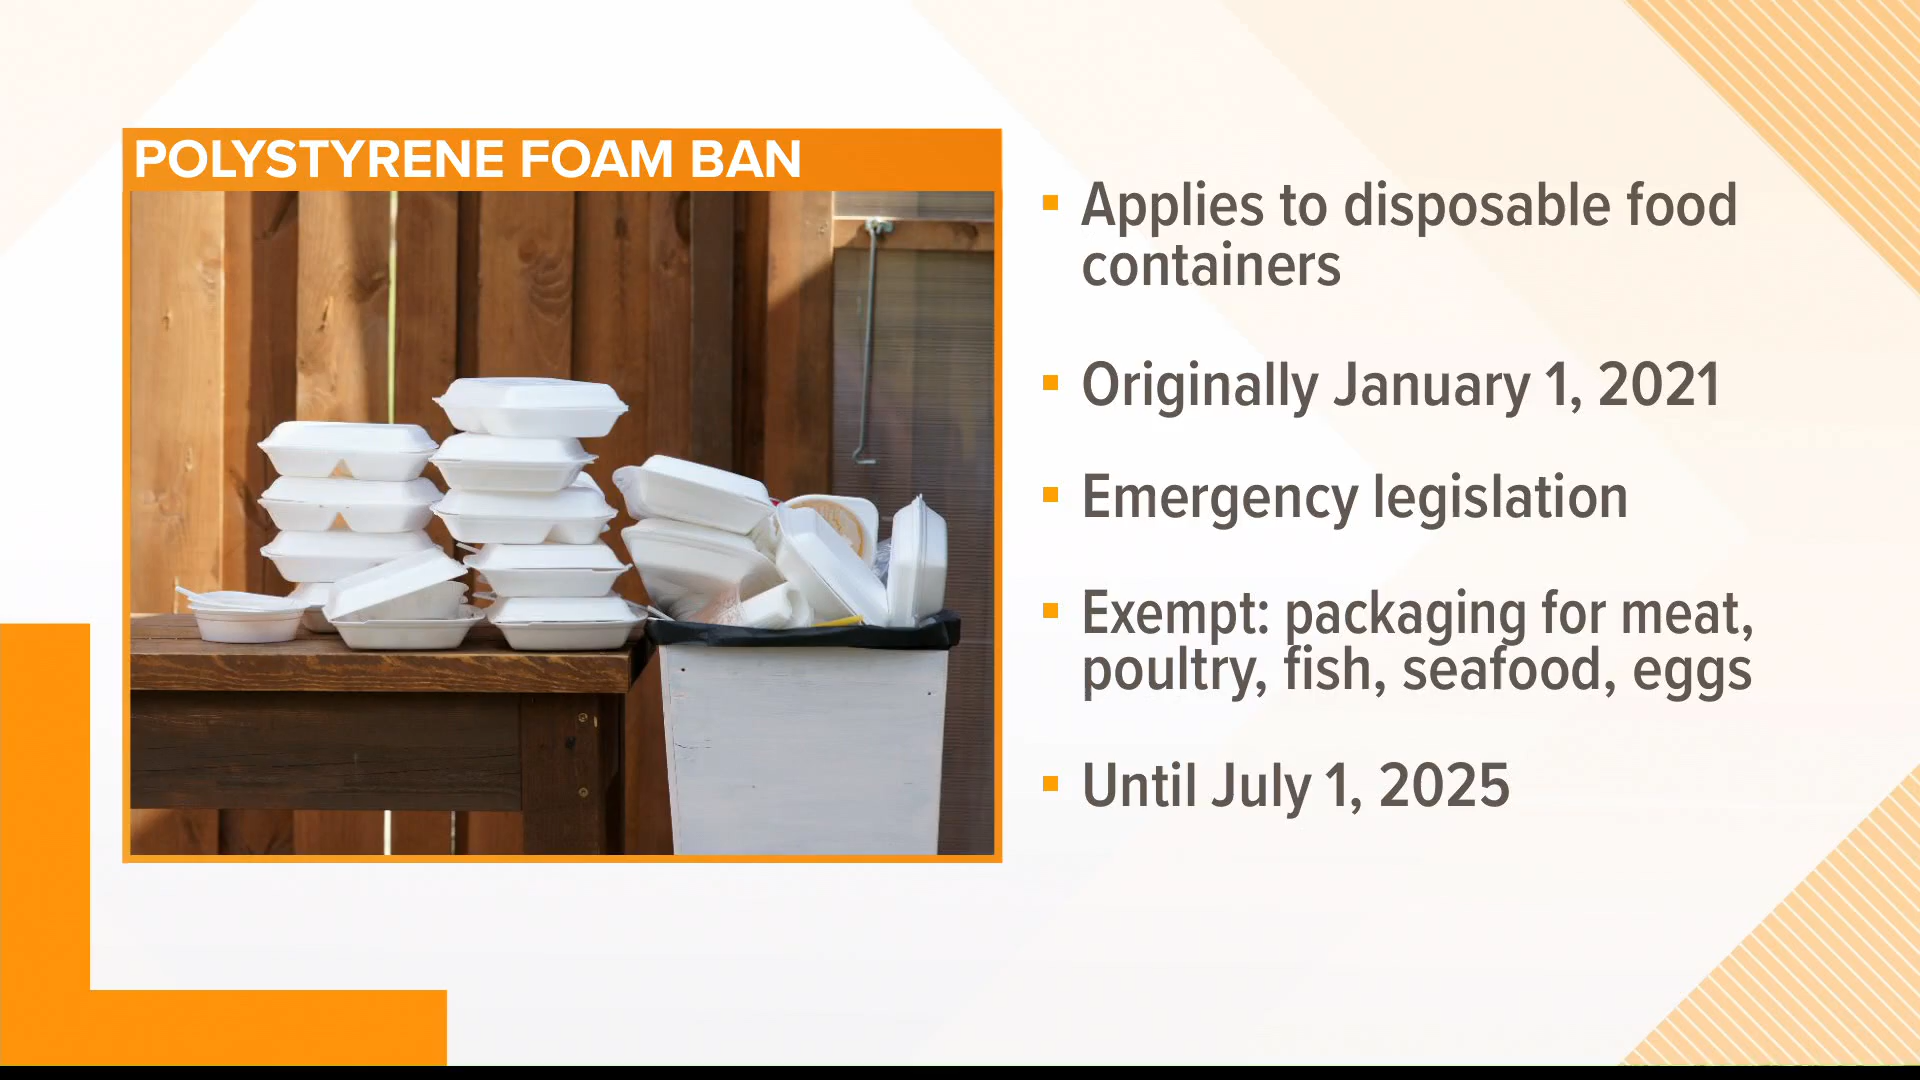 POLYSTYRENE FOAM BAN
Applies to disposable food
containers
Originally January 1, 2021
Emergency legislation
Exempt: packaging for meat,
poultry, fish, seafood, eggs
Until July 1, 2025